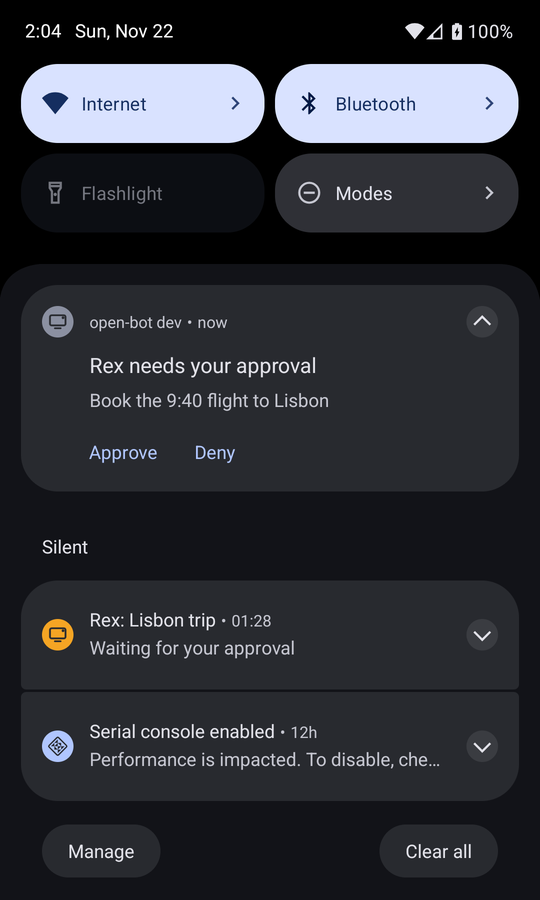 2:04 Sun, Nov 22 100%
Internet Bluetooth
Flashlight Modes
open-bot dev • now
Rex needs your approval
Book the 9:40 flight to Lisbon
Approve Deny
Silent
Rex: Lisbon trip • 01:28
Waiting for your approval
Serial console enabled • 12h
Performance is impacted. To disable, che…
Manage Clear all